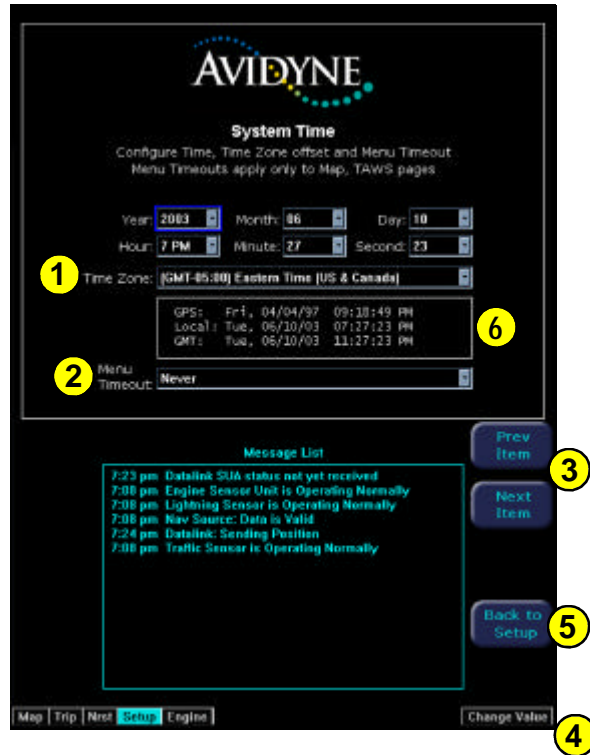 AVIDYNE
System Time
Configure Time, Time Zone offset and Menu Timeout
Menu Timeouts apply only to Map, TAWS pages
Year: 2003 Month: 06 Day: 10
Hour: 7 PM Minute: 27 Second: 23
1 Time Zone: (GMT-05:00) Eastern Time (US & Canada)
GPS: Fri, 04/04/97 09:18:49 PM
Local: Tue, 06/10/03 07:27:23 PM
GMT: Tue, 06/10/03 11:27:23 PM
6
2 Menu Timeout: Never
Prev Item
3
Next Item
Message List
7:23 pm Datalink SUA status not yet received
7:08 pm Engine Sensor Unit is Operating Normally
7:08 pm Lightning Sensor is Operating Normally
7:08 pm Nav Source: Data is Valid
7:24 pm Datalink: Sending Position
7:08 pm Traffic Sensor is Operating Normally
Back to Setup
5
Map Trip Nrst Setup Engine Change Value
4